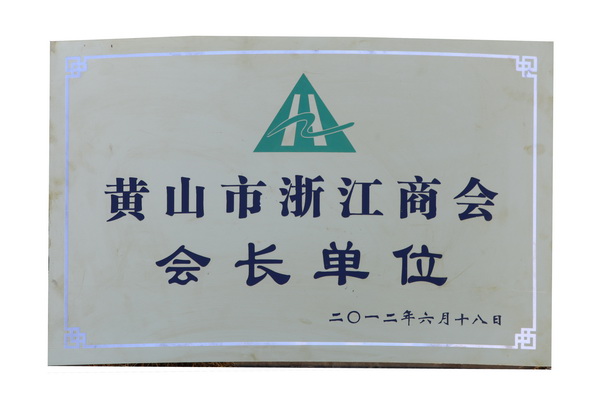 黄山市浙江商会
会长单位
二〇一二年六月十八日